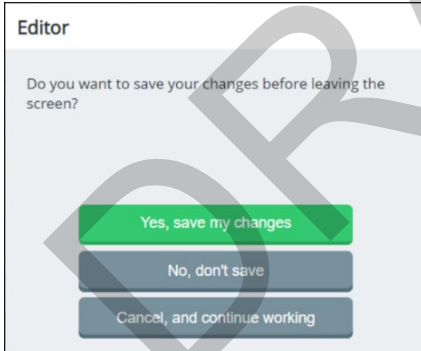 Editor
Do you want to save your changes before leaving the
screen?
Yes, save my changes
No, don't save
Cancel, and continue working